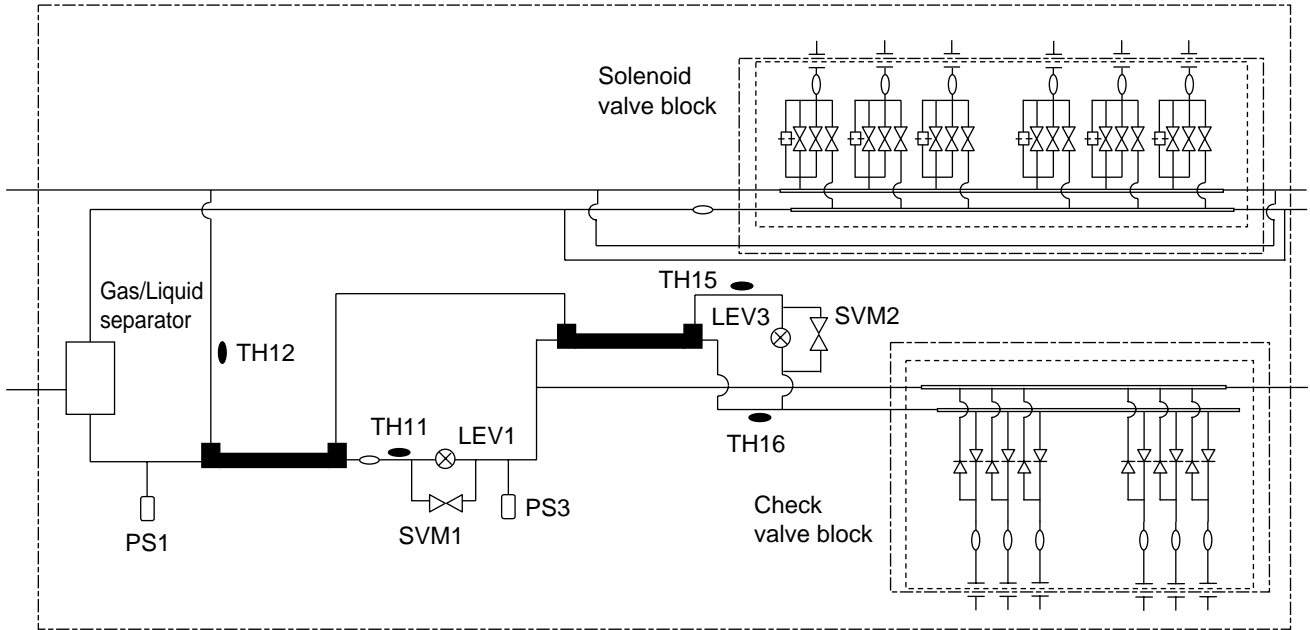 Solenoid
valve block
Gas/Liquid
separator
TH12
TH15
LEV3
SVM2
TH11
LEV1
TH16
PS1
SVM1
PS3
Check
valve block